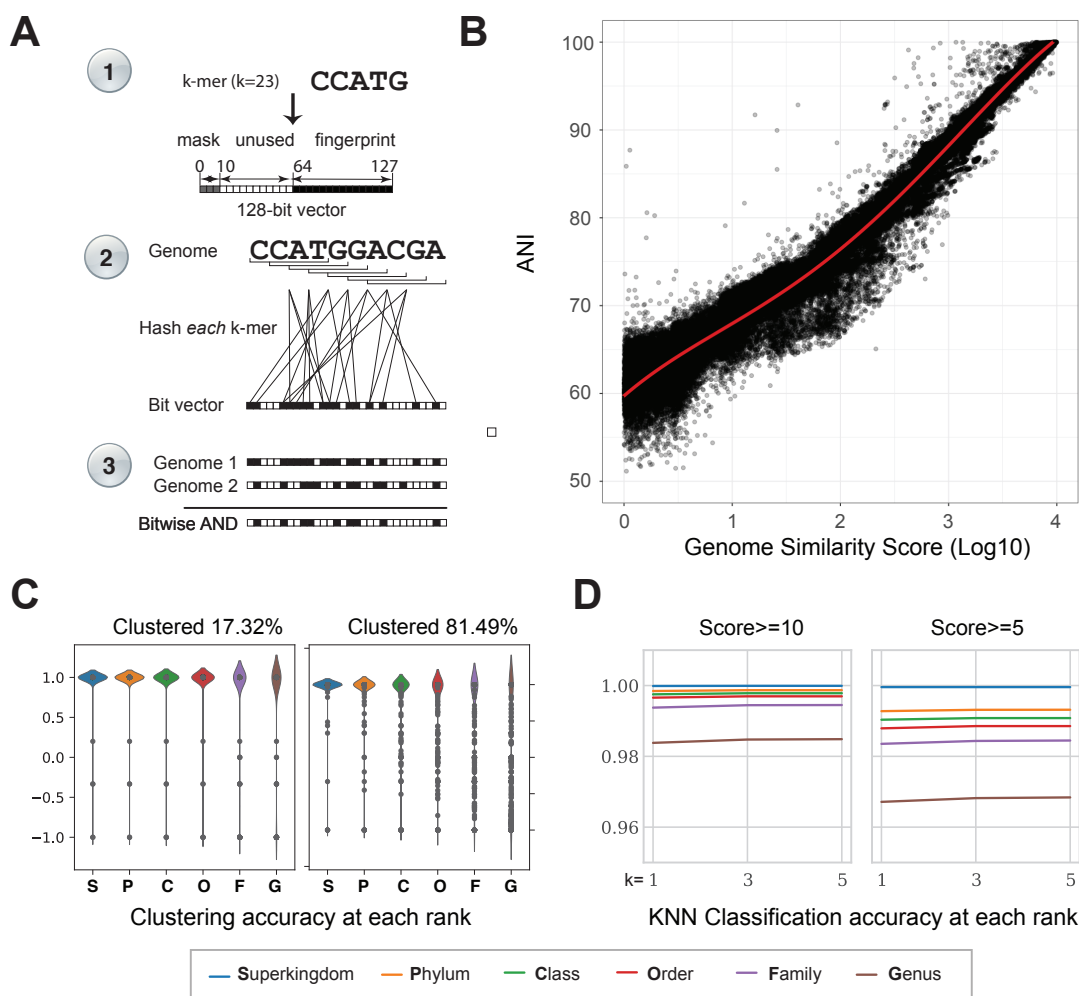 A
1
k-mer (k=23)
CCATG
mask unused fingerprint
0 10 64 127
128-bit vector
2
Genome
CCATGGACGA
Hash each k-mer
Bit vector
3
Genome 1
Genome 2
Bitwise AND
B
ANI
100
90
80
70
60
50
0 1 2 3 4
Genome Similarity Score (Log10)
C
Clustered 17.32% Clustered 81.49%
1.0
0.5
0.0
−0.5
−1.0
S P C O F G S P C O F G
Clustering accuracy at each rank
D
Score>=10 Score>=5
1.00
0.98
0.96
k= 1 3 5 1 3 5
KNN Classification accuracy at each rank
Superkingdom Phylum Class Order Family Genus